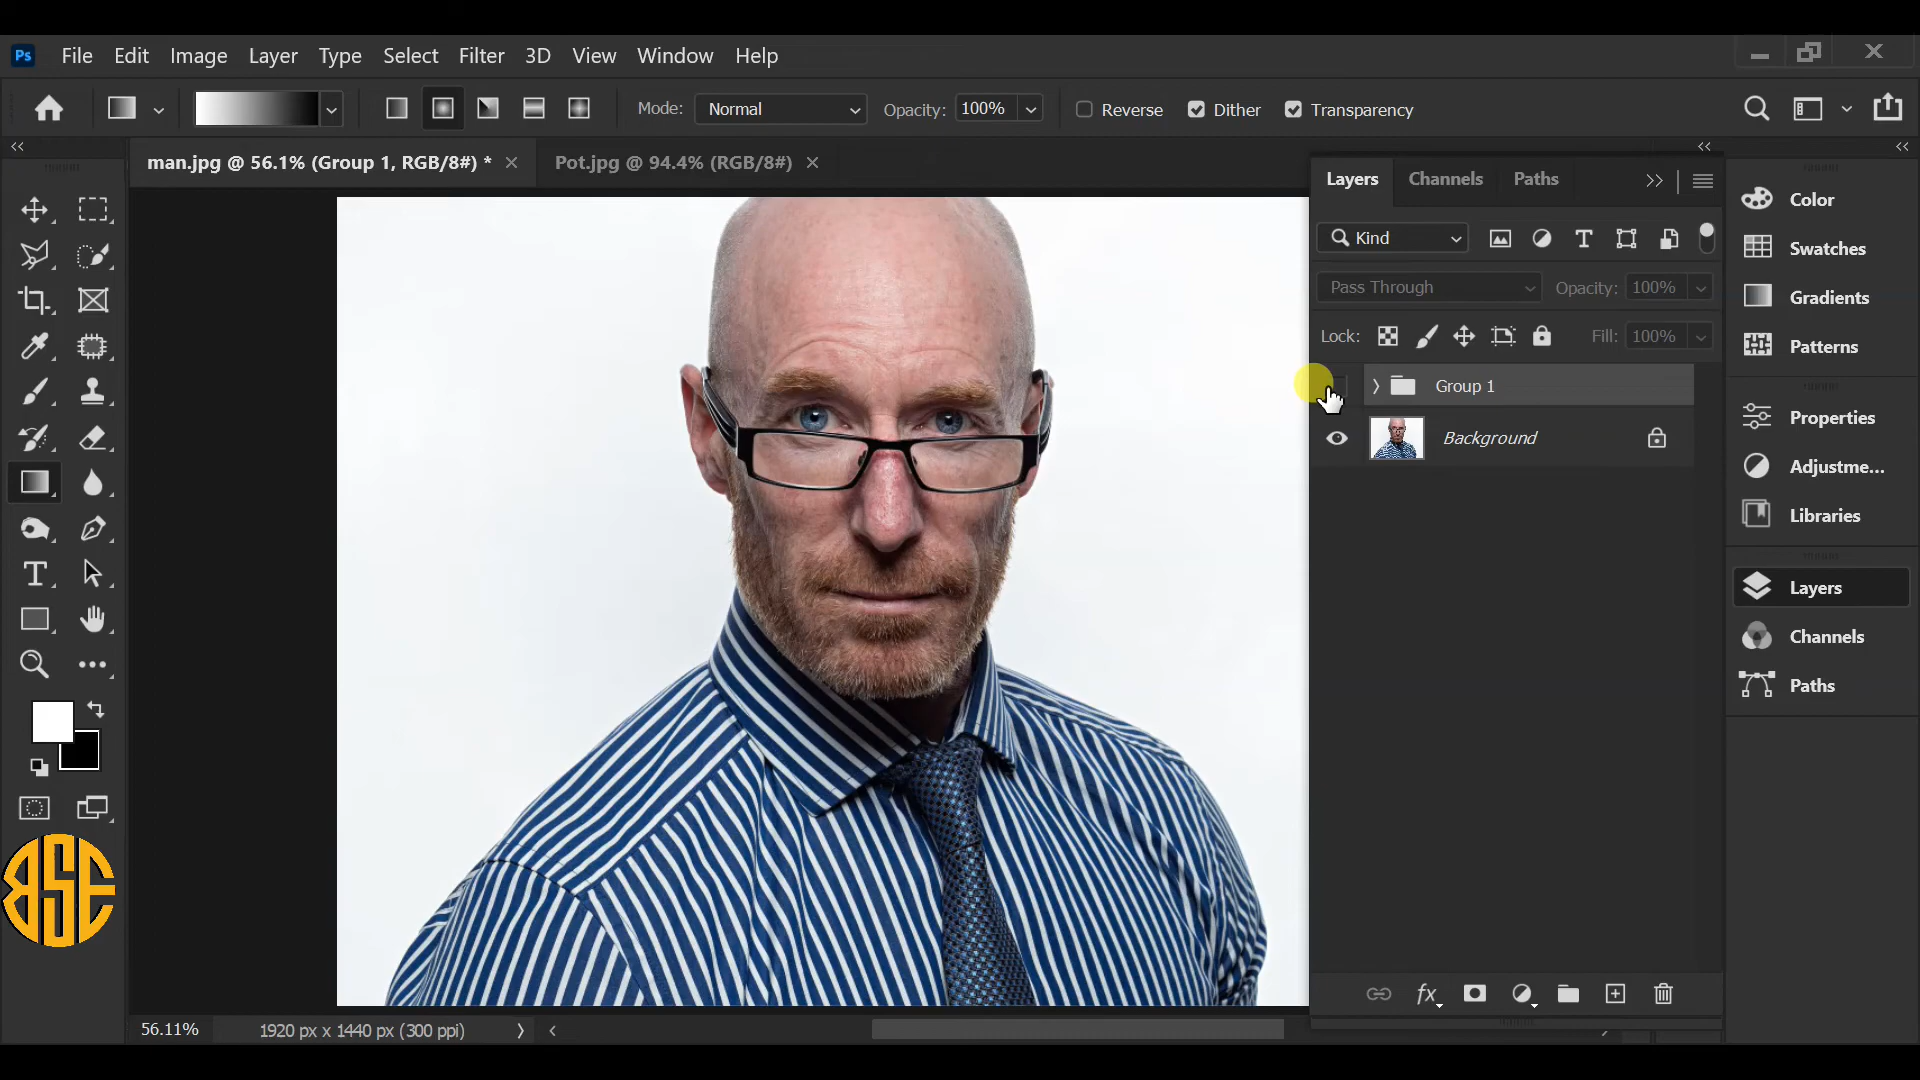 Ps File Edit Image Layer Type Select Filter 3D View Window Help
Mode: Normal Opacity: 100% Reverse Dither Transparency
man.jpg @ 56.1% (Group 1, RGB/8#) * Pot.jpg @ 94.4% (RGB/8#)
Layers Channels Paths
Kind
Pass Through Opacity: 100%
Lock: Fill: 100%
Group 1
Background
fx
Color
Swatches
Gradients
Patterns
Properties
Adjustme...
Libraries
Layers
Channels
Paths
BSE
56.11% 1920 px x 1440 px (300 ppi)